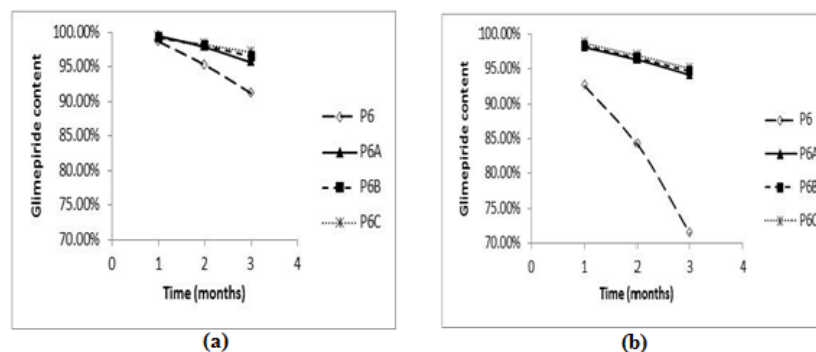 100.00%
95.00%
90.00%
85.00%
80.00%
75.00%
70.00%
Glimepiride content
0 1 2 3 4
Time (months)
P6
P6A
P6B
P6C
(a)
100.00%
95.00%
90.00%
85.00%
80.00%
75.00%
70.00%
Glimepiride content
0 1 2 3 4
Time (months)
P6
P6A
P6B
P6C
(b)